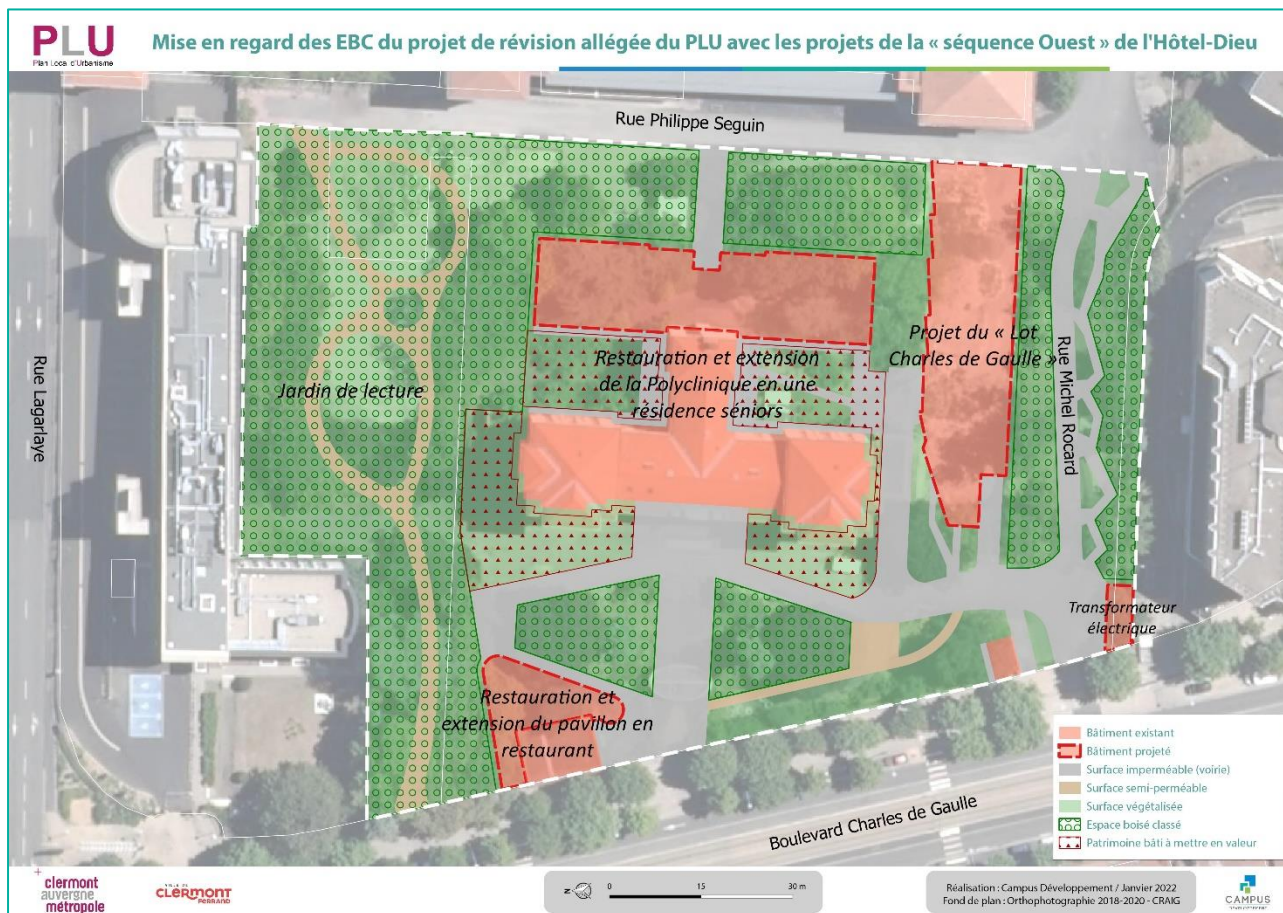 PLU
Plan Local d'Urbanisme
Mise en regard des EBC du projet de révision allégée du PLU avec les projets de la « séquence Ouest » de l'Hôtel-Dieu
Rue Philippe Seguin
Rue Lagarlaye
Jardin de lecture
Restauration et extension
de la Polyclinique en une
résidence séniors
Projet du « Lot
Charles de Gaulle »
Rue Michel Rocard
Transformateur
électrique
Restauration et
extension du pavillon en
restaurant
Boulevard Charles de Gaulle
Bâtiment existant
Bâtiment projeté
Surface imperméable (voirie)
Surface semi-perméable
Surface végétalisée
Espace boisé classé
Patrimoine bâti à mettre en valeur
clermont
auvergne
métropole
VILLE DE
CLERMONT
FERRAND
N
0 15 30 m
Réalisation : Campus Développement / Janvier 2022
Fond de plan : Orthophotographie 2018-2020 - CRAIG
CAMPUS
DÉVELOPPEMENT